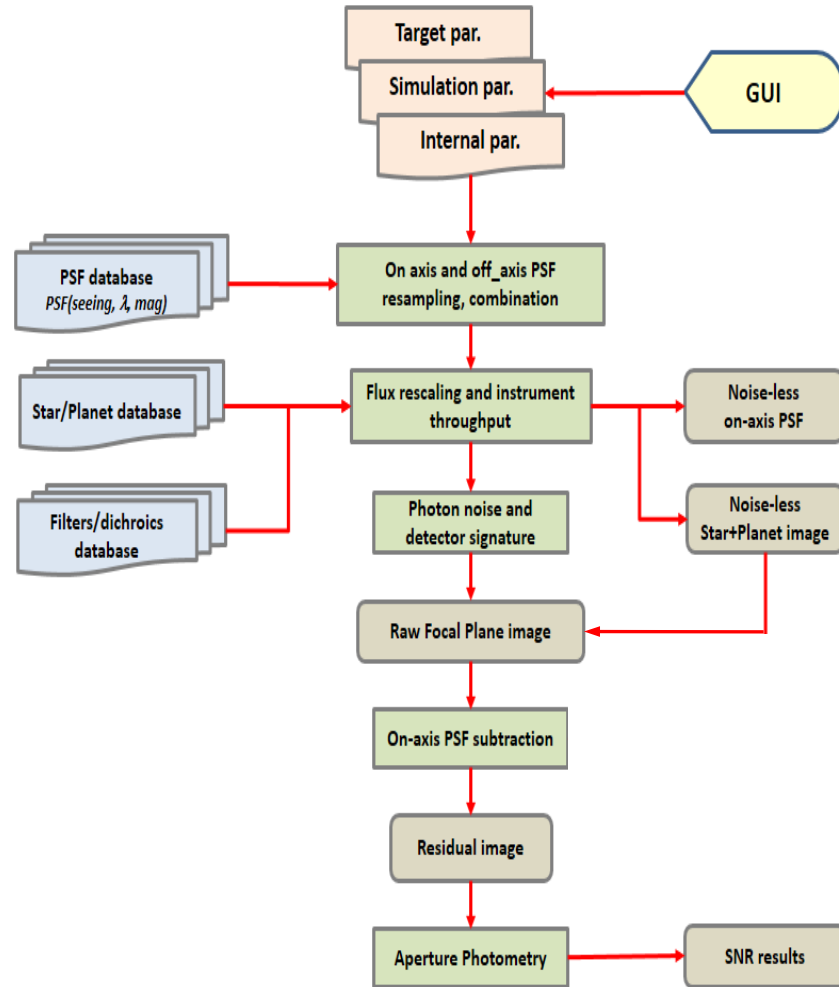 Target par.
Simulation par.
GUI
Internal par.
PSF database
PSF(seeing, λ, mag)
On axis and off_axis PSF
resampling, combination
Star/Planet database
Flux rescaling and instrument
throughput
Noise-less
on-axis PSF
Filters/dichroics
database
Photon noise and
detector signature
Noise-less
Star+Planet image
Raw Focal Plane image
On-axis PSF subtraction
Residual image
Aperture Photometry
SNR results